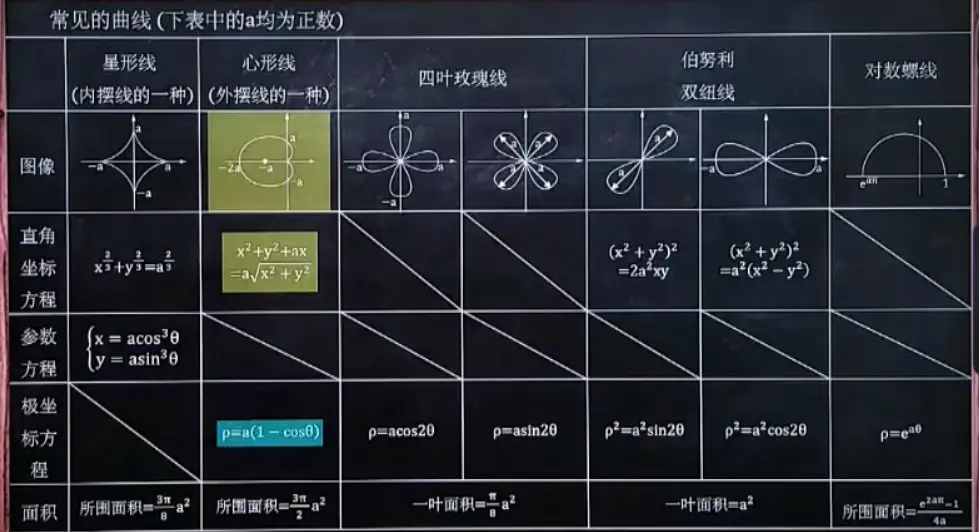 常见的曲线 (下表中的a均为正数)
星形线
(内摆线的一种)
心形线
(外摆线的一种)
四叶玫瑰线
伯努利
双纽线
对数螺线
图像
a
-a
a
-a
a
-2a
-a
-a
a
-a
a
-a
a
a
a
a
a
a
-a
a
e^{aπ}
1
直角
坐标
方程
x^{2/3}+y^{2/3}=a^{2/3}
x²+y²+ax
=a√(x²+y²)
(x²+y²)²
=2a²xy
(x²+y²)²
=a²(x²-y²)
参数
方程
{x = acos³θ
y = asin³θ
极坐
标方
程
ρ=a(1-cosθ)
ρ=acos2θ
ρ=asin2θ
ρ²=a²sin2θ
ρ²=a²cos2θ
ρ=e^{aθ}
面积
所围面积=\frac{3π}{8}a²
所围面积=\frac{3π}{2}a²
一叶面积=\frac{π}{8}a²
一叶面积=a²
所围面积=\frac{e^{2aπ}-1}{4a}